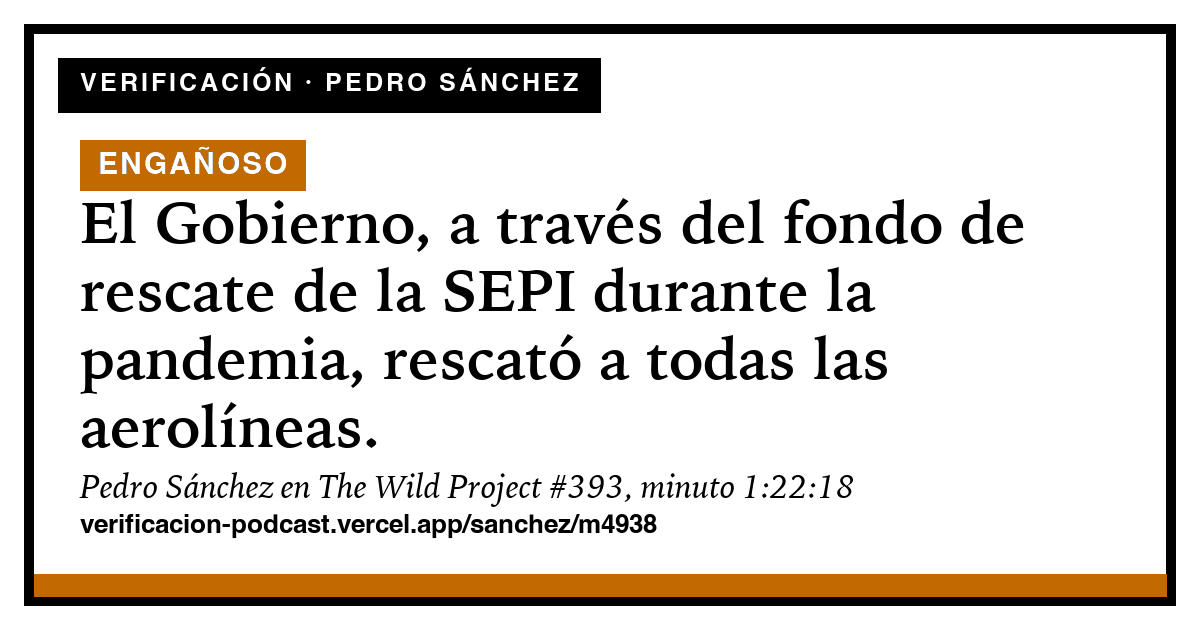 VERIFICACIÓN · PEDRO SÁNCHEZ
ENGAÑOSO
El Gobierno, a través del fondo de
rescate de la SEPI durante la
pandemia, rescató a todas las
aerolíneas.
Pedro Sánchez en The Wild Project #393, minuto 1:22:18
verificacion-podcast.vercel.app/sanchez/m4938